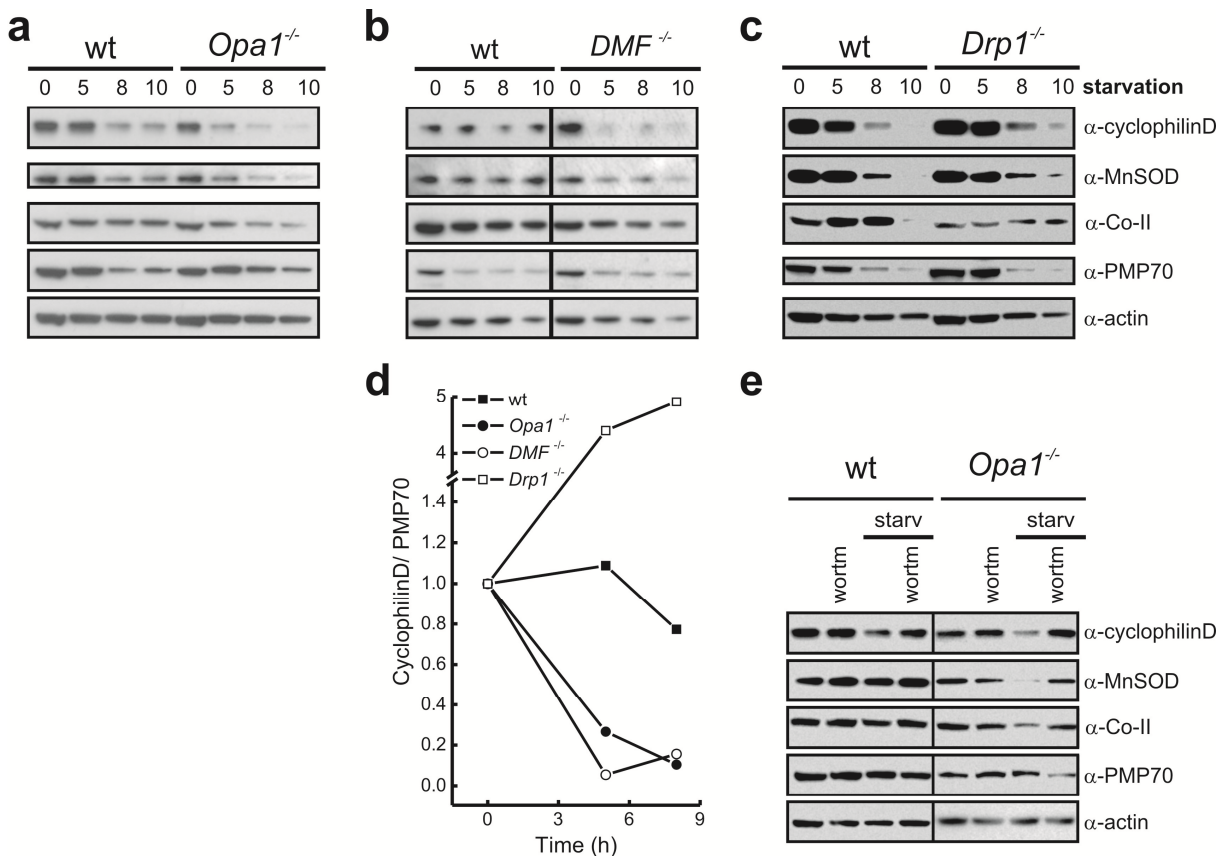 a
wt Opa1-/-
0 5 8 10 0 5 8 10
b
wt DMF -/-
0 5 8 10 0 5 8 10
c
wt Drp1-/-
0 5 8 10 0 5 8 10 starvation
α-cyclophilinD
α-MnSOD
α-Co-II
α-PMP70
α-actin
d
CyclophilinD/ PMP70
5
4
1.4
1.2
1.0
0.8
0.6
0.4
0.2
0.0
wt
Opa1 -/-
DMF -/-
Drp1 -/-
0 3 6 9
Time (h)
e
wt Opa1-/-
starv starv
wortm wortm wortm wortm
α-cyclophilinD
α-MnSOD
α-Co-II
α-PMP70
α-actin